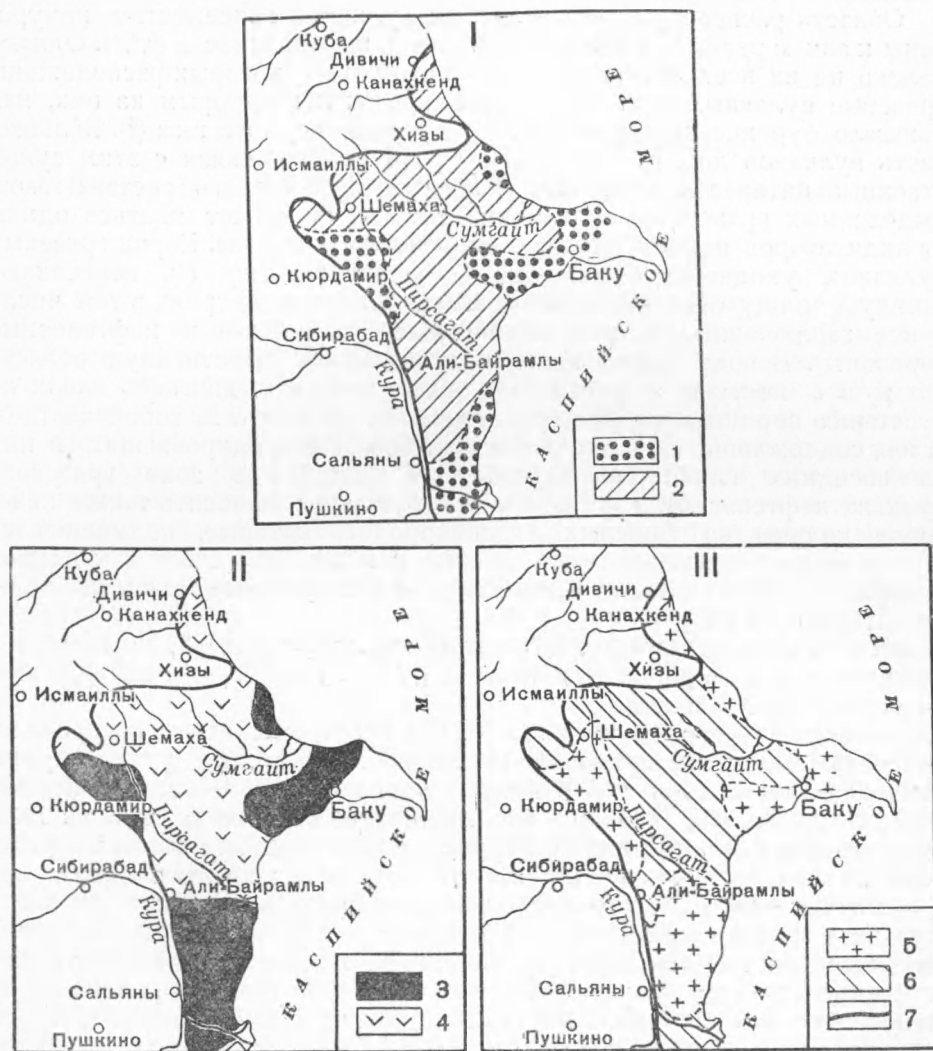 I
Куба
Дивичи
Канахкенд
Хизы
Исмаиллы
Шемаха
Сумгаит
Баку
Кюрдамир
Пирсагат
Сибирабад
Али-Байрамлы
Кура
Сальяны
Пушкино
КАСПИЙСКОЕ МОРЕ
1
2
II
Куба
Дивичи
Канахкенд
Хизы
Исмаиллы
Шемаха
Сумгаит
Баку
Кюрдамир
Пирсагат
Сибирабад
Али-Байрамлы
Кура
Сальяны
Пушкино
КАСПИЙСКОЕ МОРЕ
3
4
III
Куба
Дивичи
Канахкенд
Хизы
Исмаиллы
Шемаха
Сумгаит
Баку
Кюрдамир
Пирсагат
Сибирабад
Али-Байрамлы
Кура
Сальяны
Пушкино
КАСПИЙСКОЕ МОРЕ
5
6
7